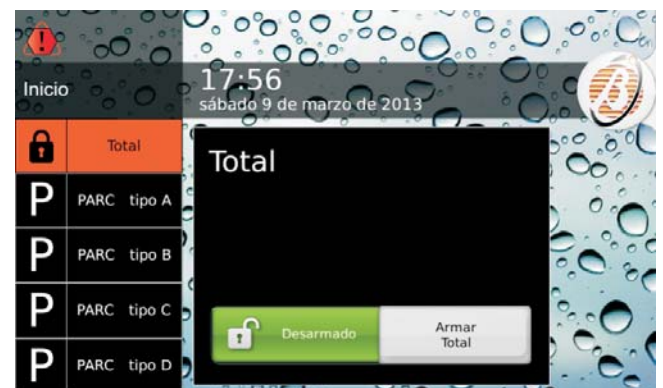 Inicio
17:56
sábado 9 de marzo de 2013
Total
P PARC tipo A
P PARC tipo B
P PARC tipo C
P PARC tipo D
Total
Desarmado
Armar
Total
B